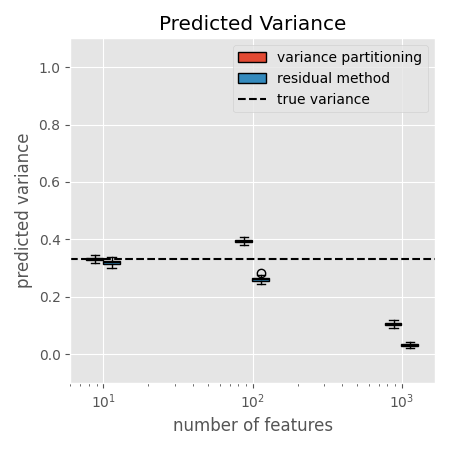 Predicted Variance
variance partitioning
residual method
true variance
predicted variance
1.0
0.8
0.6
0.4
0.2
0.0
10¹
10²
10³
number of features